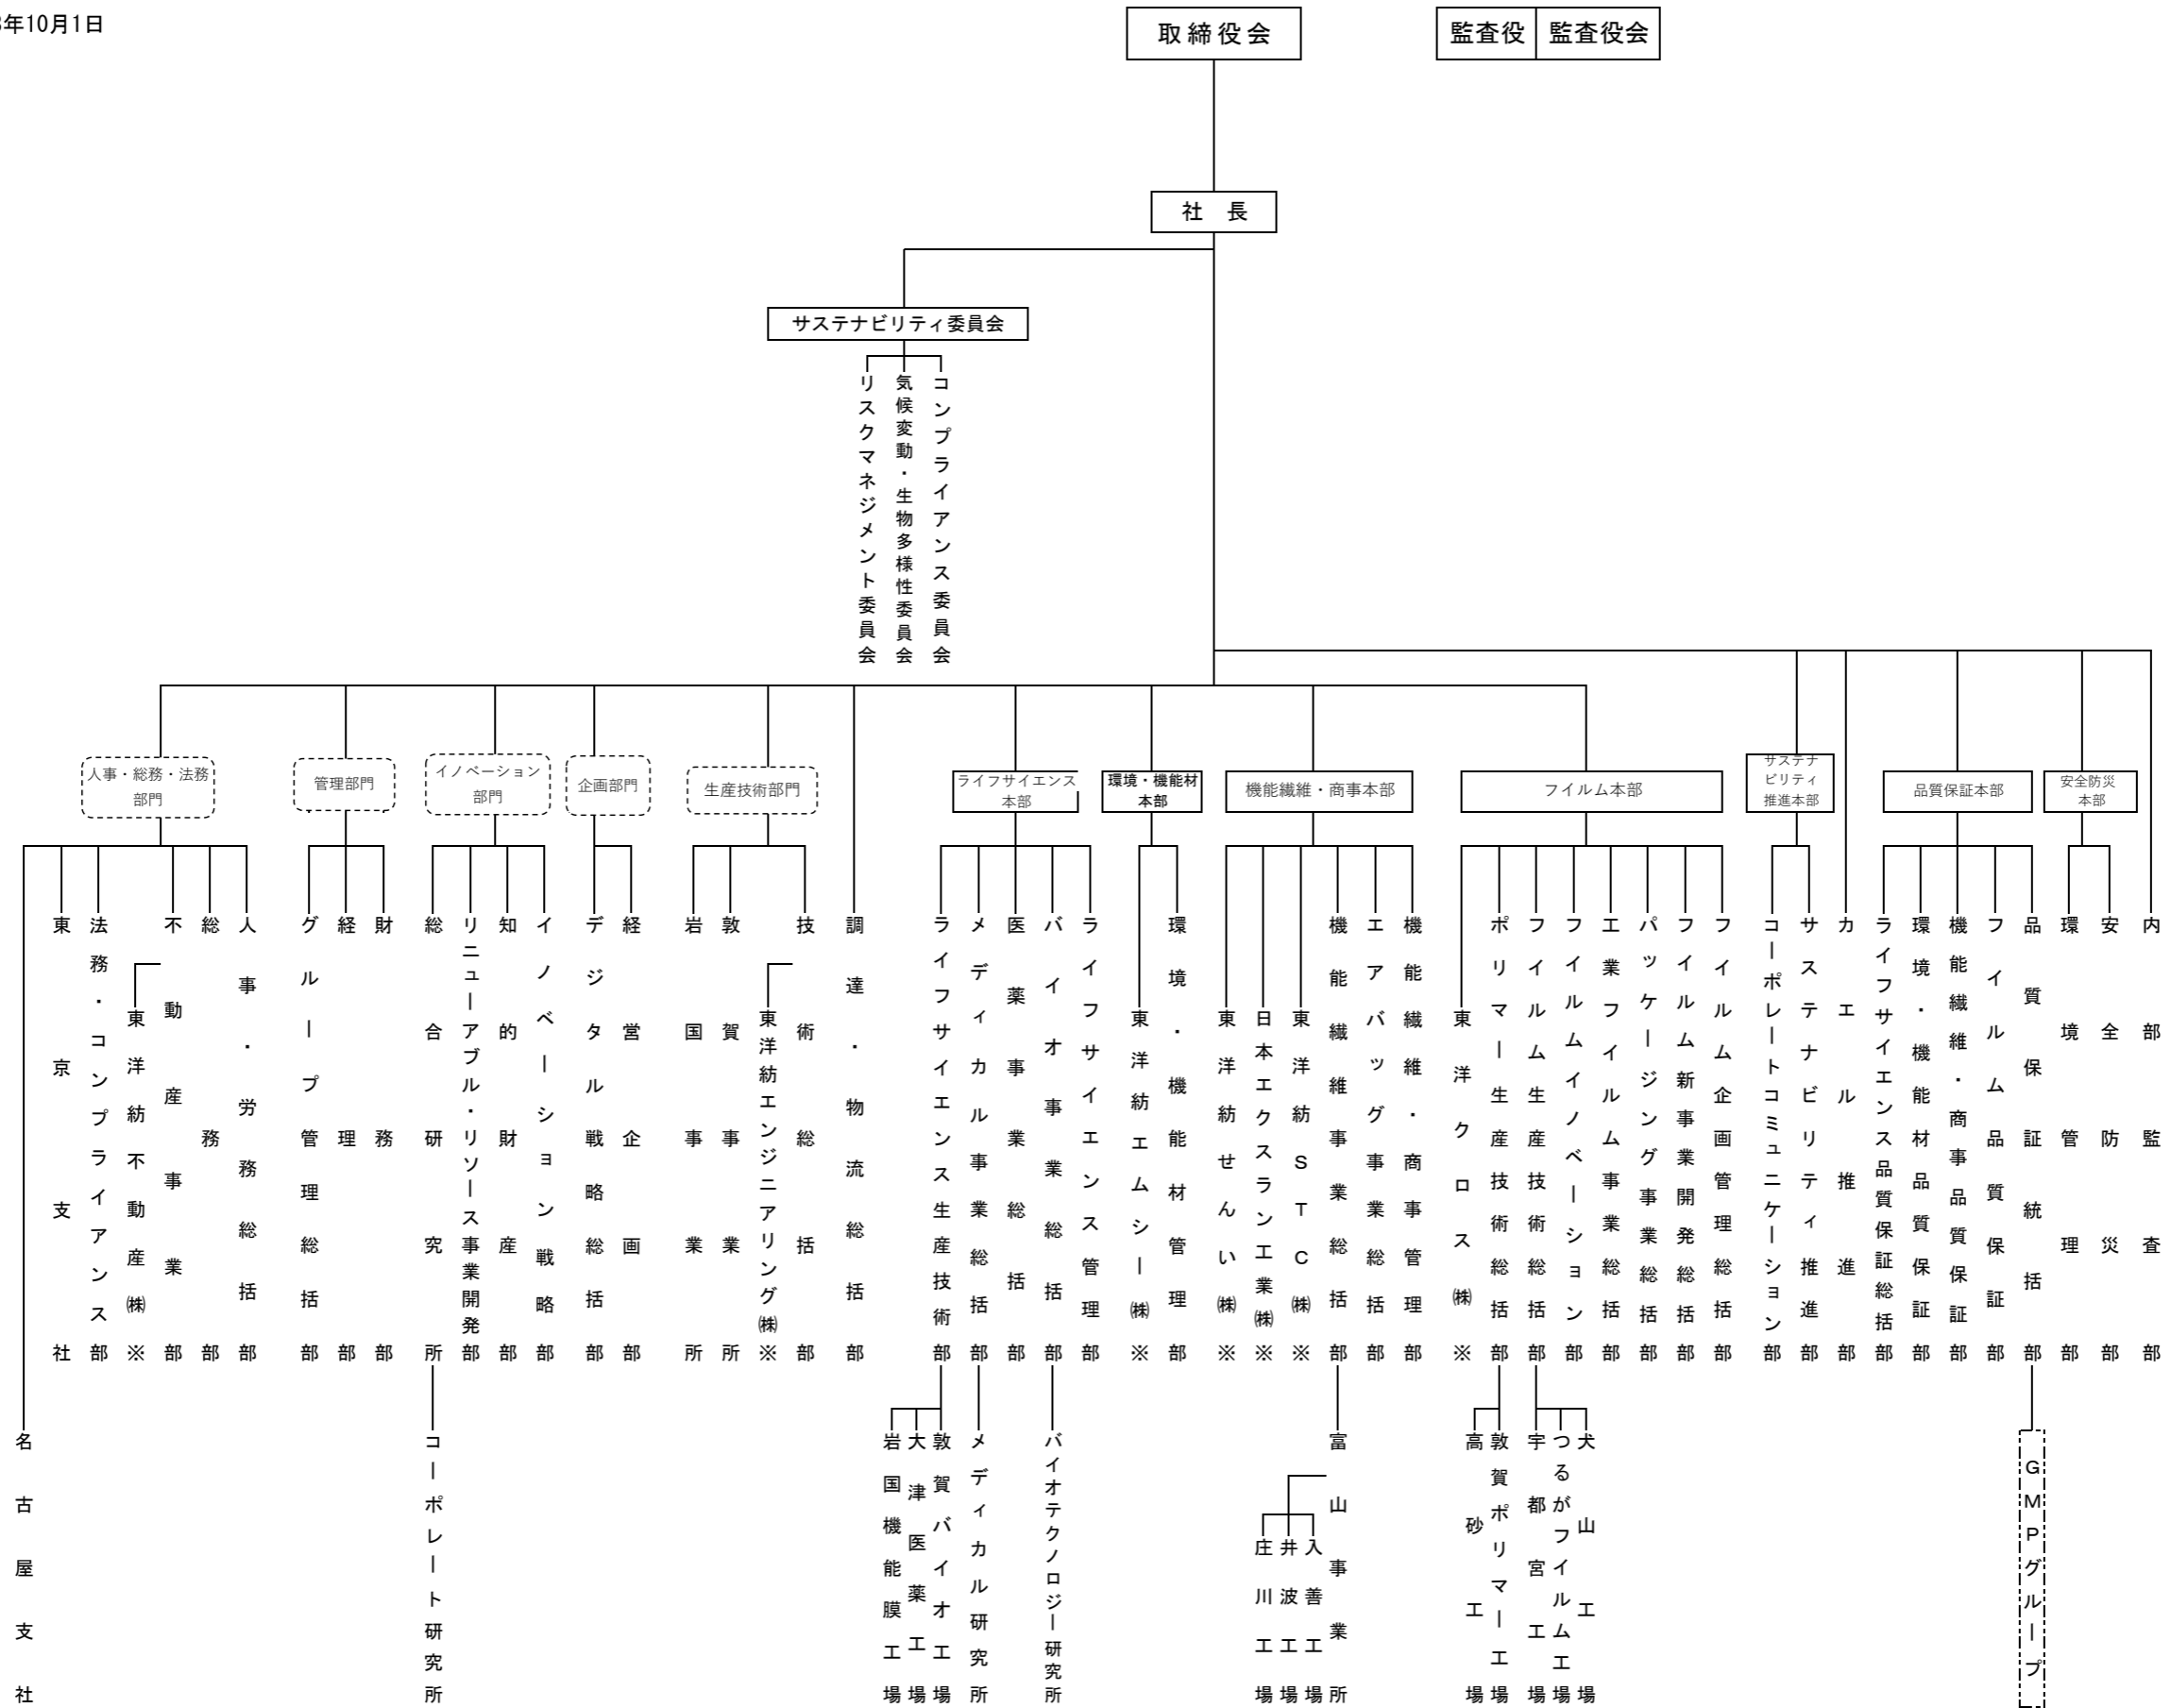 年10月1日
取締役会
監査役
監査役会
社 長
サステナビリティ委員会
リスクマネジメント委員会
気候変動・生物多様性委員会
コンプライアンス委員会
人事・総務・法務
部門
管理部門
イノベーション
部門
企画部門
生産技術部門
ライフサイエンス
本部
環境・機能材
本部
機能繊維・商事本部
フイルム本部
サステナ
ビリティ
推進本部
品質保証本部
安全防災
本部
東京支社
法務・コンプライアンス部
東洋紡不動産㈱※
不動産事業部
総務部
人事・労務総括部
グループ管理総括部
経理部
財務部
総合研究所
リニューアブル・リソース事業開発部
知的財産部
イノベーション戦略部
デジタル戦略総括部
経営企画部
岩国事業所
敦賀事業所
東洋紡エンジニアリング㈱※
技術総括部
調達・物流総括部
ライフサイエンス生産技術部
メディカル事業総括部
医薬事業総括部
バイオ事業総括部
ライフサイエンス管理部
東洋紡エムシー㈱※
環境・機能材管理部
東洋紡せんい㈱※
日本エクスラン工業㈱※
東洋紡STC㈱※
機能繊維事業総括部
エアバッグ事業総括部
機能繊維・商事管理部
東洋クロス㈱※
ポリマー生産技術総括部
フイルム生産技術総括部
フイルムイノベーション部
工業フイルム事業総括部
パッケージング事業総括部
フイルム新事業開発総括部
フイルム企画管理総括部
コーポレートコミュニケーション部
サステナビリティ推進部
カエル推進部
ライフサイエンス品質保証総括部
環境・機能材品質保証部
機能繊維・商事品質保証部
フイルム品質保証部
品質保証統括部
環境管理部
安全防災部
内部監査部
名古屋支社
コーポレート研究所
岩国機能膜工場
大津医薬工場
敦賀バイオ工場
メディカル研究所
バイオテクノロジー研究所
庄川工場
井波工場
入善工場
富山事業所
高砂工場
敦賀ポリマー工場
宇都宮工場
つるがフイルム工場
犬山工場
GMPグループ